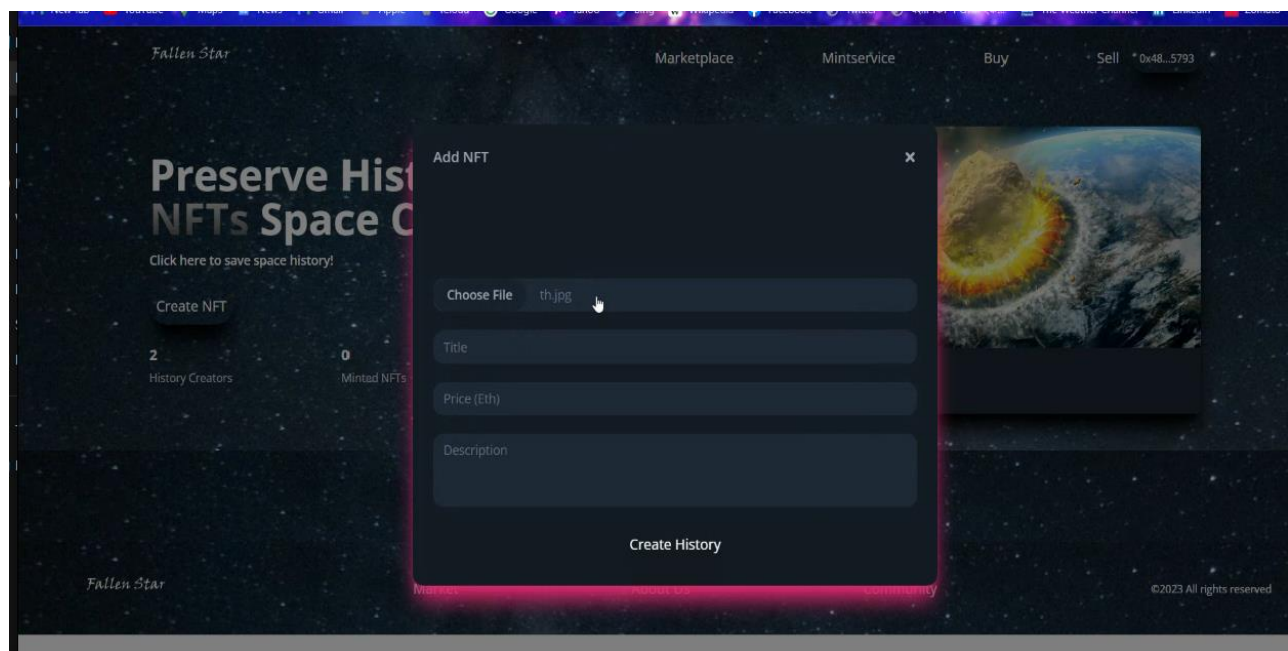 Fallen Star
Marketplace
Mintservice
Buy
Sell
0x48...5793
Preserve Hist
NFTs Space C
Click here to save space history!
Create NFT
2
History Creators
0
Minted NFTs
Add NFT
×
Choose File th.jpg
Title
Price (Eth)
Description
Create History
Fallen Star
Market
About Us
Community
©2023 All rights reserved